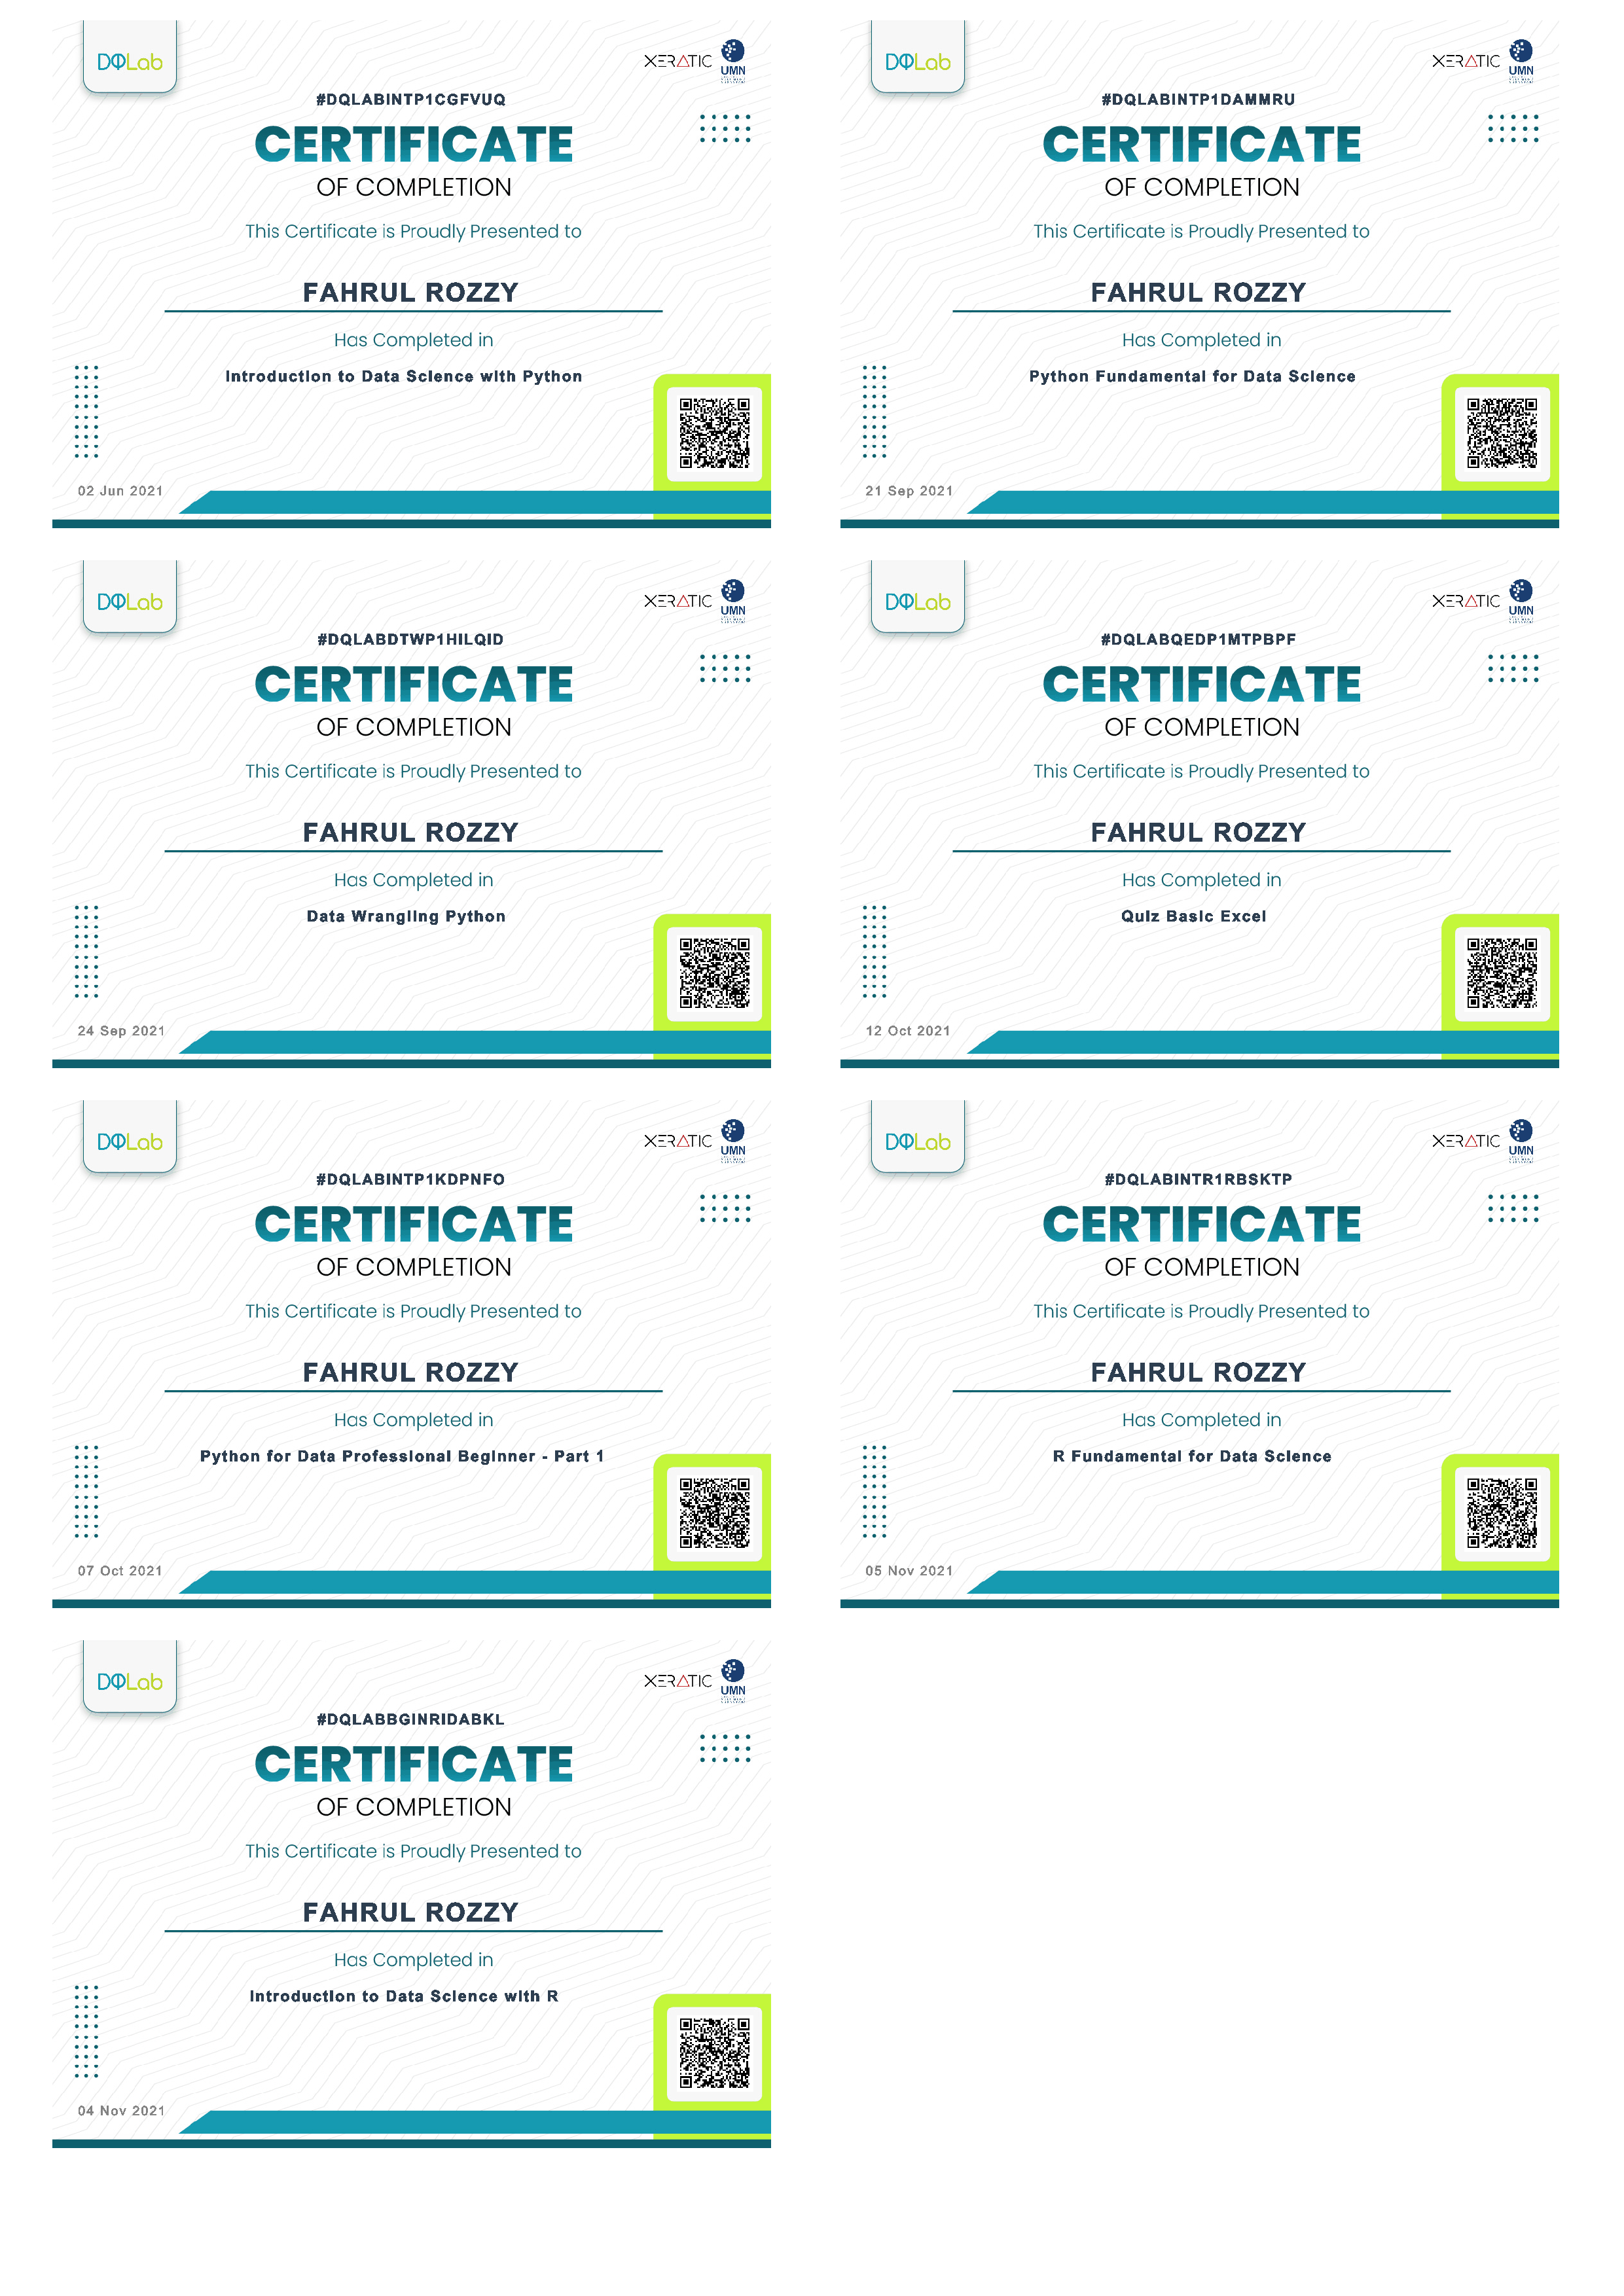 DQLab
XERATIC
UMN
#DQLABINTP1CGFVUQ
CERTIFICATE
OF COMPLETION
This Certificate is Proudly Presented to
FAHRUL ROZZY
Has Completed in
Introduction to Data Science with Python
02 Jun 2021
DQLab
XERATIC
UMN
#DQLABINTP1DAMMRU
CERTIFICATE
OF COMPLETION
This Certificate is Proudly Presented to
FAHRUL ROZZY
Has Completed in
Python Fundamental for Data Science
21 Sep 2021
DQLab
XERATIC
UMN
#DQLABDTWP1HILQID
CERTIFICATE
OF COMPLETION
This Certificate is Proudly Presented to
FAHRUL ROZZY
Has Completed in
Data Wrangling Python
24 Sep 2021
DQLab
XERATIC
UMN
#DQLABQEDP1MTPBPF
CERTIFICATE
OF COMPLETION
This Certificate is Proudly Presented to
FAHRUL ROZZY
Has Completed in
Quiz Basic Excel
12 Oct 2021
DQLab
XERATIC
UMN
#DQLABINTP1KDPNFO
CERTIFICATE
OF COMPLETION
This Certificate is Proudly Presented to
FAHRUL ROZZY
Has Completed in
Python for Data Professional Beginner - Part 1
07 Oct 2021
DQLab
XERATIC
UMN
#DQLABINTR1RBSKTP
CERTIFICATE
OF COMPLETION
This Certificate is Proudly Presented to
FAHRUL ROZZY
Has Completed in
R Fundamental for Data Science
05 Nov 2021
DQLab
XERATIC
UMN
#DQLABBGINRIDABKL
CERTIFICATE
OF COMPLETION
This Certificate is Proudly Presented to
FAHRUL ROZZY
Has Completed in
Introduction to Data Science with R
04 Nov 2021